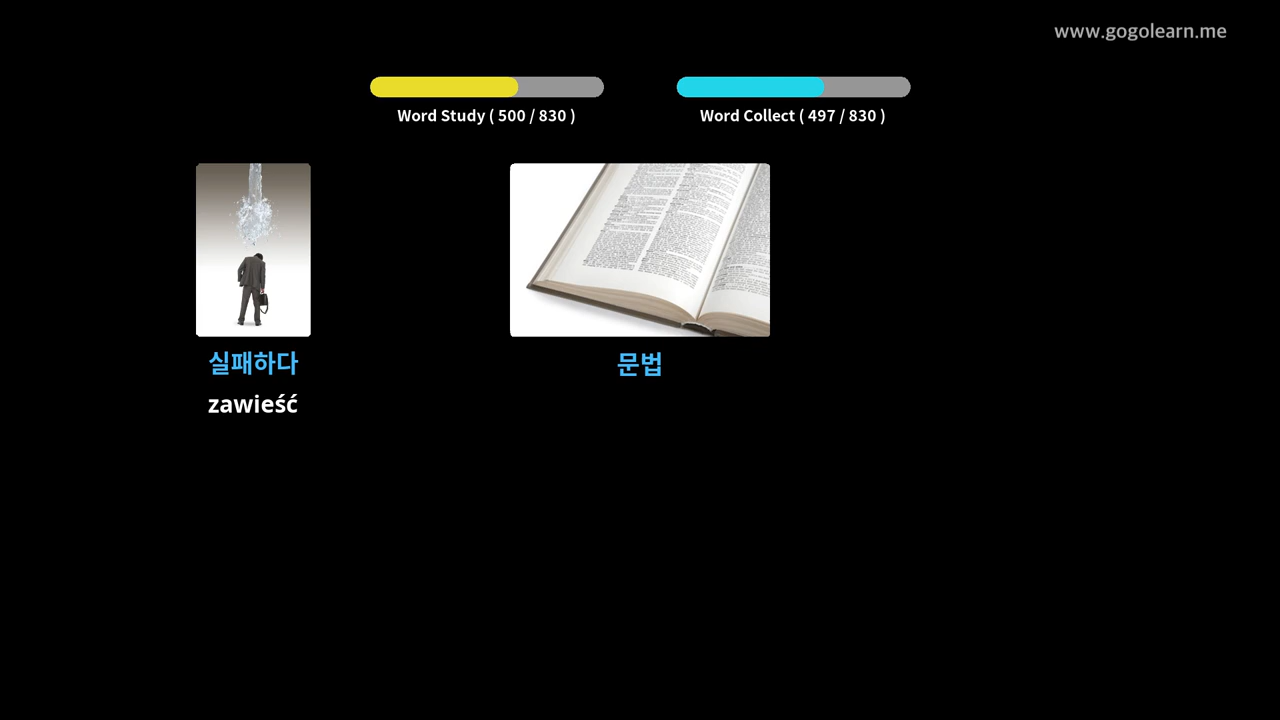 www.gogolearn.me
Word Study ( 500 / 830 )
Word Collect ( 497 / 830 )
실패하다
문법
zawieść